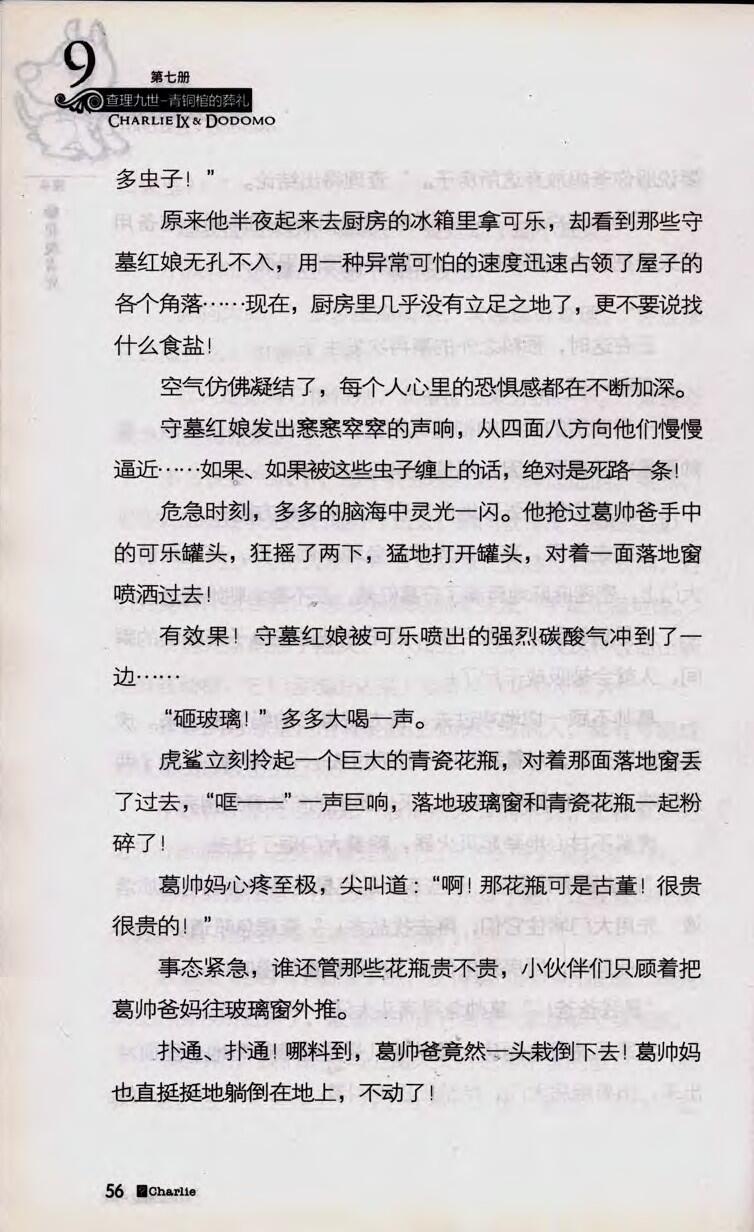 9
第七册
查理九世-青铜棺的葬礼
CHARLIE IX & DODOMO
多虫子！”
原来他半夜起来去厨房的冰箱里拿可乐，却看到那些守
墓红娘无孔不入，用一种异常可怕的速度迅速占领了屋子的
各个角落……现在，厨房里几乎没有立足之地了，更不要说找
什么食盐！
空气仿佛凝结了，每个人心里的恐惧感都在不断加深。
守墓红娘发出窸窸窣窣的声响，从四面八方向他们慢慢
逼近……如果、如果被这些虫子缠上的话，绝对是死路一条！
危急时刻，多多的脑海中灵光一闪。他抢过葛帅爸手中
的可乐罐头，狂摇了两下，猛地打开罐头，对着一面落地窗
喷洒过去！
有效果！守墓红娘被可乐喷出的强烈碳酸气冲到了一
边……
“砸玻璃！”多多大喝一声。
虎鲨立刻拎起一个巨大的青瓷花瓶，对着那面落地窗丢
了过去，“哐——”一声巨响，落地玻璃窗和青瓷花瓶一起粉
碎了！
葛帅妈心疼至极，尖叫道：“啊！那花瓶可是古董！很贵
很贵的！”
事态紧急，谁还管那些花瓶贵不贵，小伙伴们只顾着把
葛帅爸妈往玻璃窗外推。
扑通、扑通！哪料到，葛帅爸竟然一头栽倒下去！葛帅妈
也直挺挺地躺倒在地上，不动了！
56 Charlie